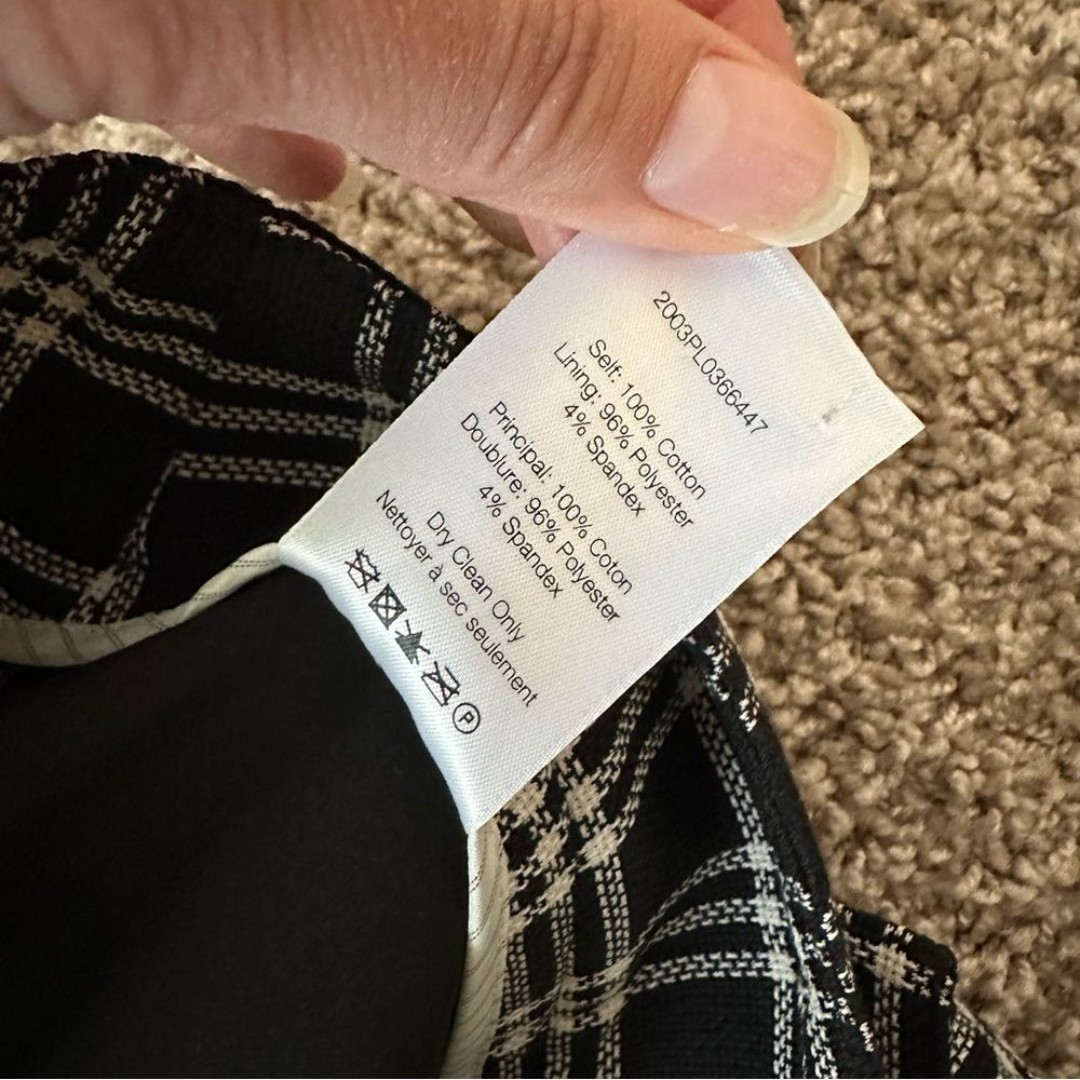 2003PL0366447
Self: 100% Cotton
Lining: 96% Polyester
4% Spandex
Principal: 100% Coton
Doublure: 96% Polyester
4% Spandex
Dry Clean Only
Nettoyer à sec seulement
P